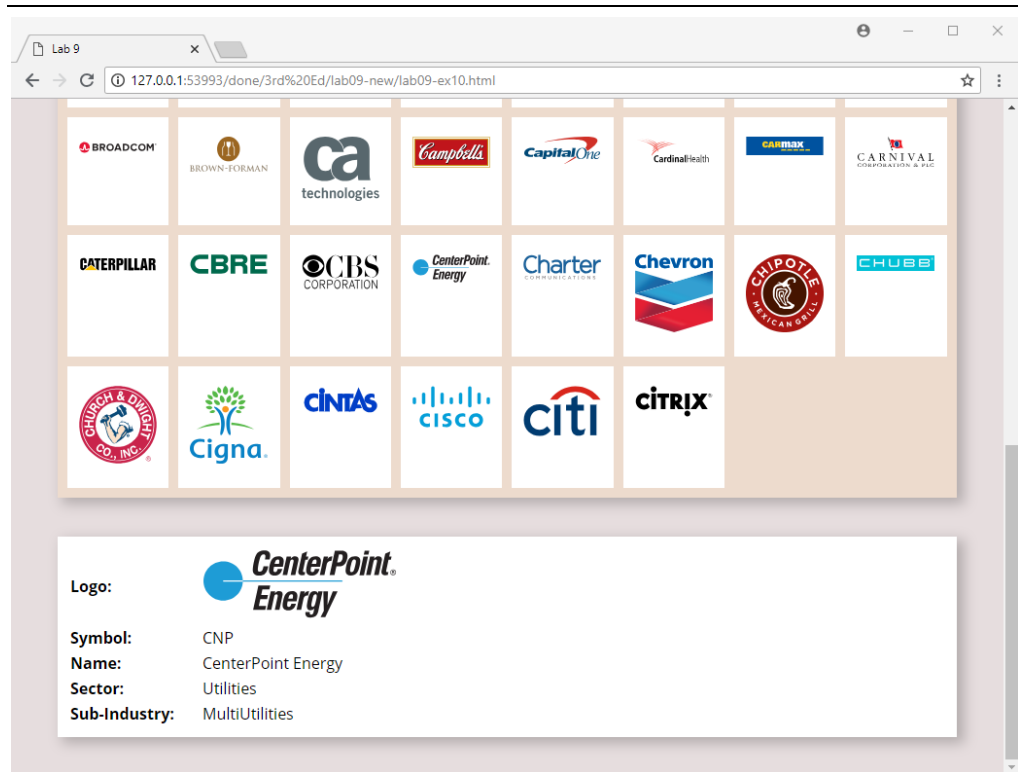 Lab 9
127.0.0.1:53993/done/3rd%20Ed/lab09-new/lab09-ex10.html
BROADCOM
BROWN-FORMAN
ca
technologies
Campbell's
CapitalOne
CardinalHealth
CARMAX
CARNIVAL
CORPORATION & PLC
CATERPILLAR
CBRE
CBS
CORPORATION
CenterPoint.
Energy
Charter
COMMUNICATIONS
Chevron
CHIPOTLE
MEXICAN GRILL
CHUBB
CHURCH & DWIGHT
CO., INC.
Cigna.
CINTAS
CISCO
citi
CİTRIX
Logo:
CenterPoint®
Energy
Symbol: CNP
Name: CenterPoint Energy
Sector: Utilities
Sub-Industry: MultiUtilities